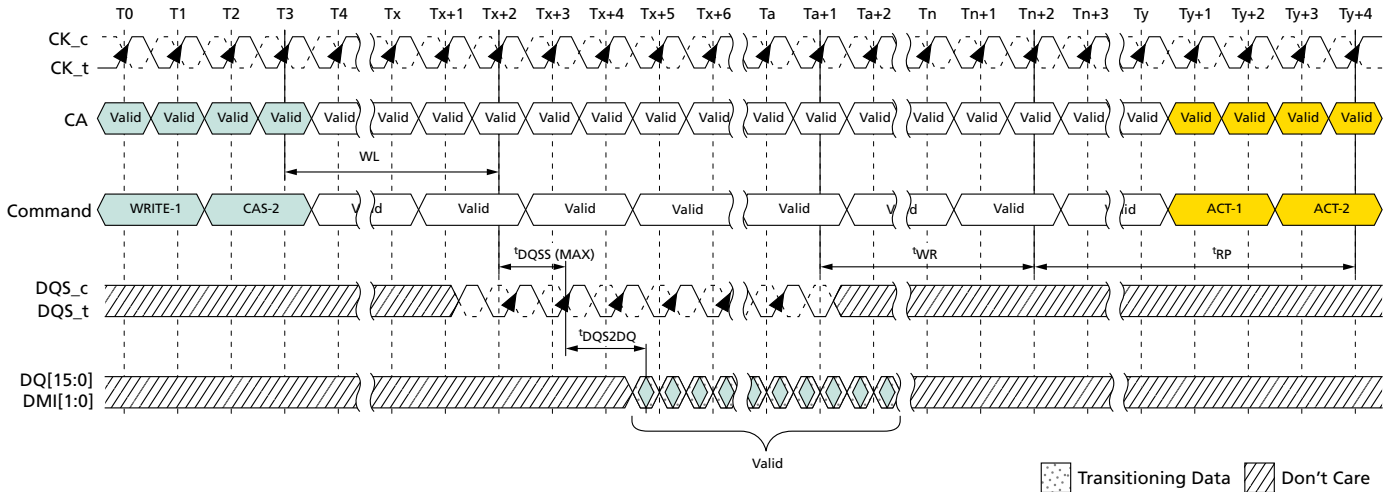 T0 T1 T2 T3 T4 Tx Tx+1 Tx+2 Tx+3 Tx+4 Tx+5 Tx+6 Ta Ta+1 Ta+2 Tn Tn+1 Tn+2 Tn+3 Ty Ty+1 Ty+2 Ty+3 Ty+4
CK_c
CK_t
CA Valid Valid Valid Valid Valid Valid Valid Valid Valid Valid Valid Valid Valid Valid Valid Valid Valid Valid Valid Valid Valid Valid Valid Valid
WL
Command WRITE-1 CAS-2 Valid Valid Valid Valid Valid Valid Valid Valid ACT-1 ACT-2
tDQSS (MAX) tWR tRP
DQS_c
DQS_t
tDQS2DQ
DQ[15:0]
DMI[1:0]
Valid
Transitioning Data Don't Care